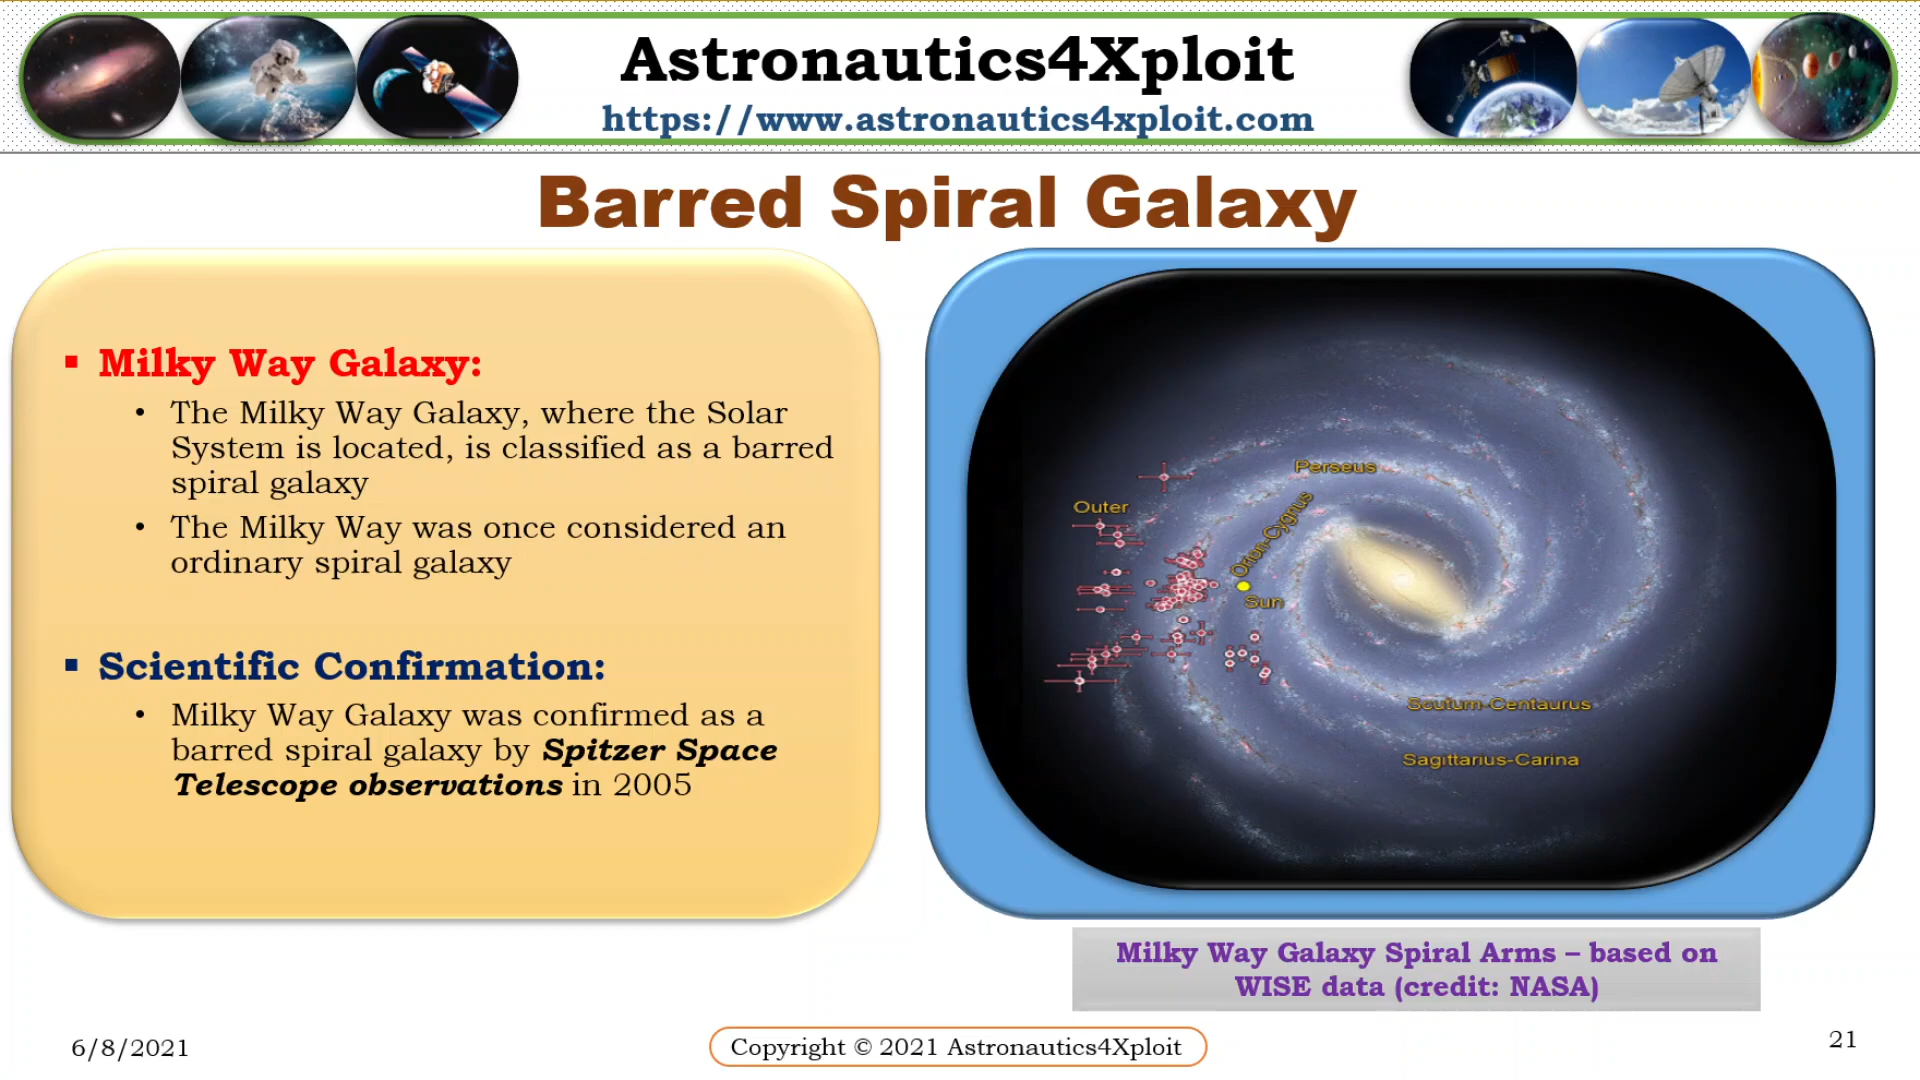 Astronautics4Xploit
https://www.astronautics4xploit.com
Barred Spiral Galaxy
▪ Milky Way Galaxy:
• The Milky Way Galaxy, where the Solar
System is located, is classified as a barred
spiral galaxy
• The Milky Way was once considered an
ordinary spiral galaxy
▪ Scientific Confirmation:
• Milky Way Galaxy was confirmed as a
barred spiral galaxy by Spitzer Space
Telescope observations in 2005
Perseus
Outer
Orion-Cygnus
Sun
Scutum-Centaurus
Sagittarius-Carina
Milky Way Galaxy Spiral Arms – based on
WISE data (credit: NASA)
6/8/2021
Copyright © 2021 Astronautics4Xploit
21